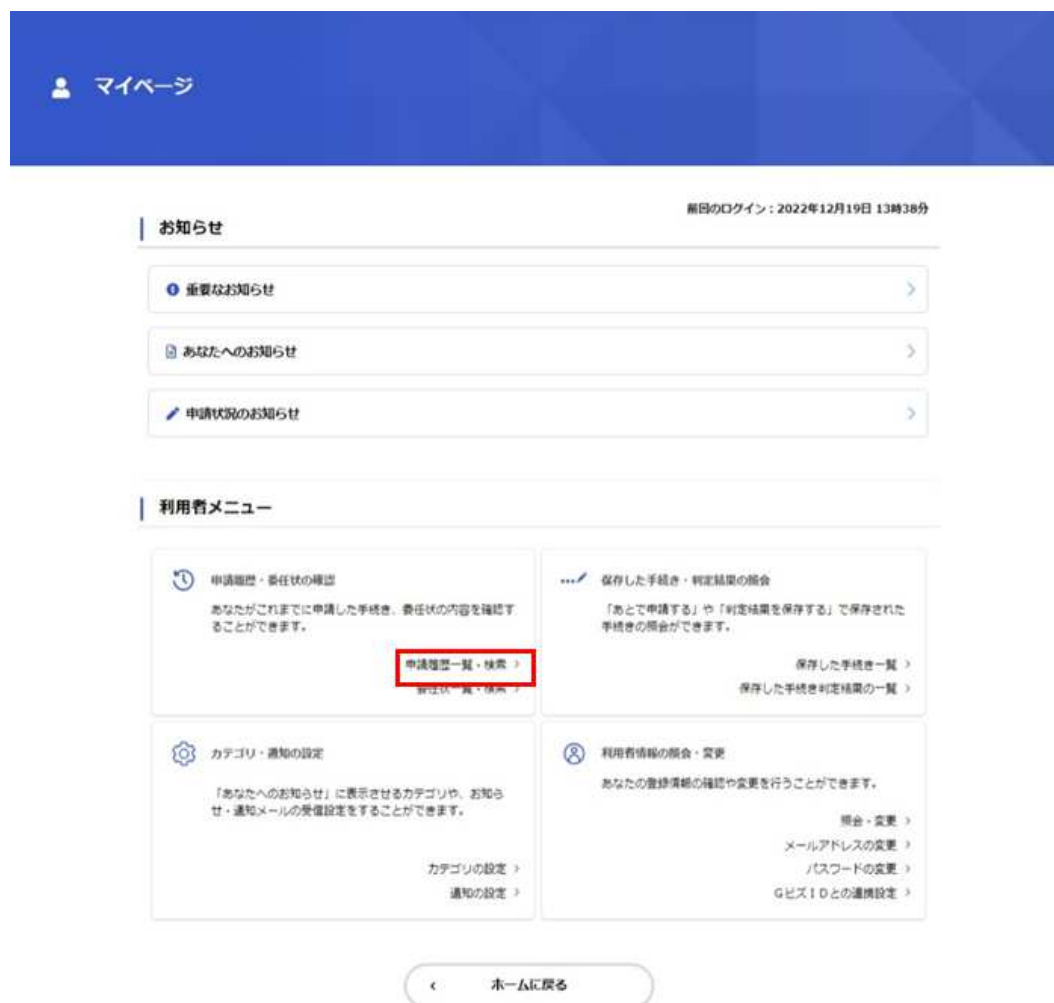 マイページ
前回のログイン：2022年12月19日 13時38分
お知らせ
重要なお知らせ
あなたへのお知らせ
申請状況のお知らせ
利用者メニュー
申請履歴・委任状の確認
あなたがこれまでに申請した手続き、委任状の内容を確認す
ることができます。
申請履歴一覧・検索
委任状一覧・検索
保存した手続き・判定結果の照会
「あとで申請する」や「判定結果を保存する」で保存された
手続きの照会ができます。
保存した手続き一覧
保存した手続き判定結果の一覧
カテゴリ・通知の設定
「あなたへのお知らせ」に表示させるカテゴリや、お知ら
せ・通知メールの受信設定をすることができます。
カテゴリの設定
通知の設定
利用者情報の照会・変更
あなたの登録情報の確認や変更を行うことができます。
照会・変更
メールアドレスの変更
パスワードの変更
GビズIDとの連携設定
ホームに戻る